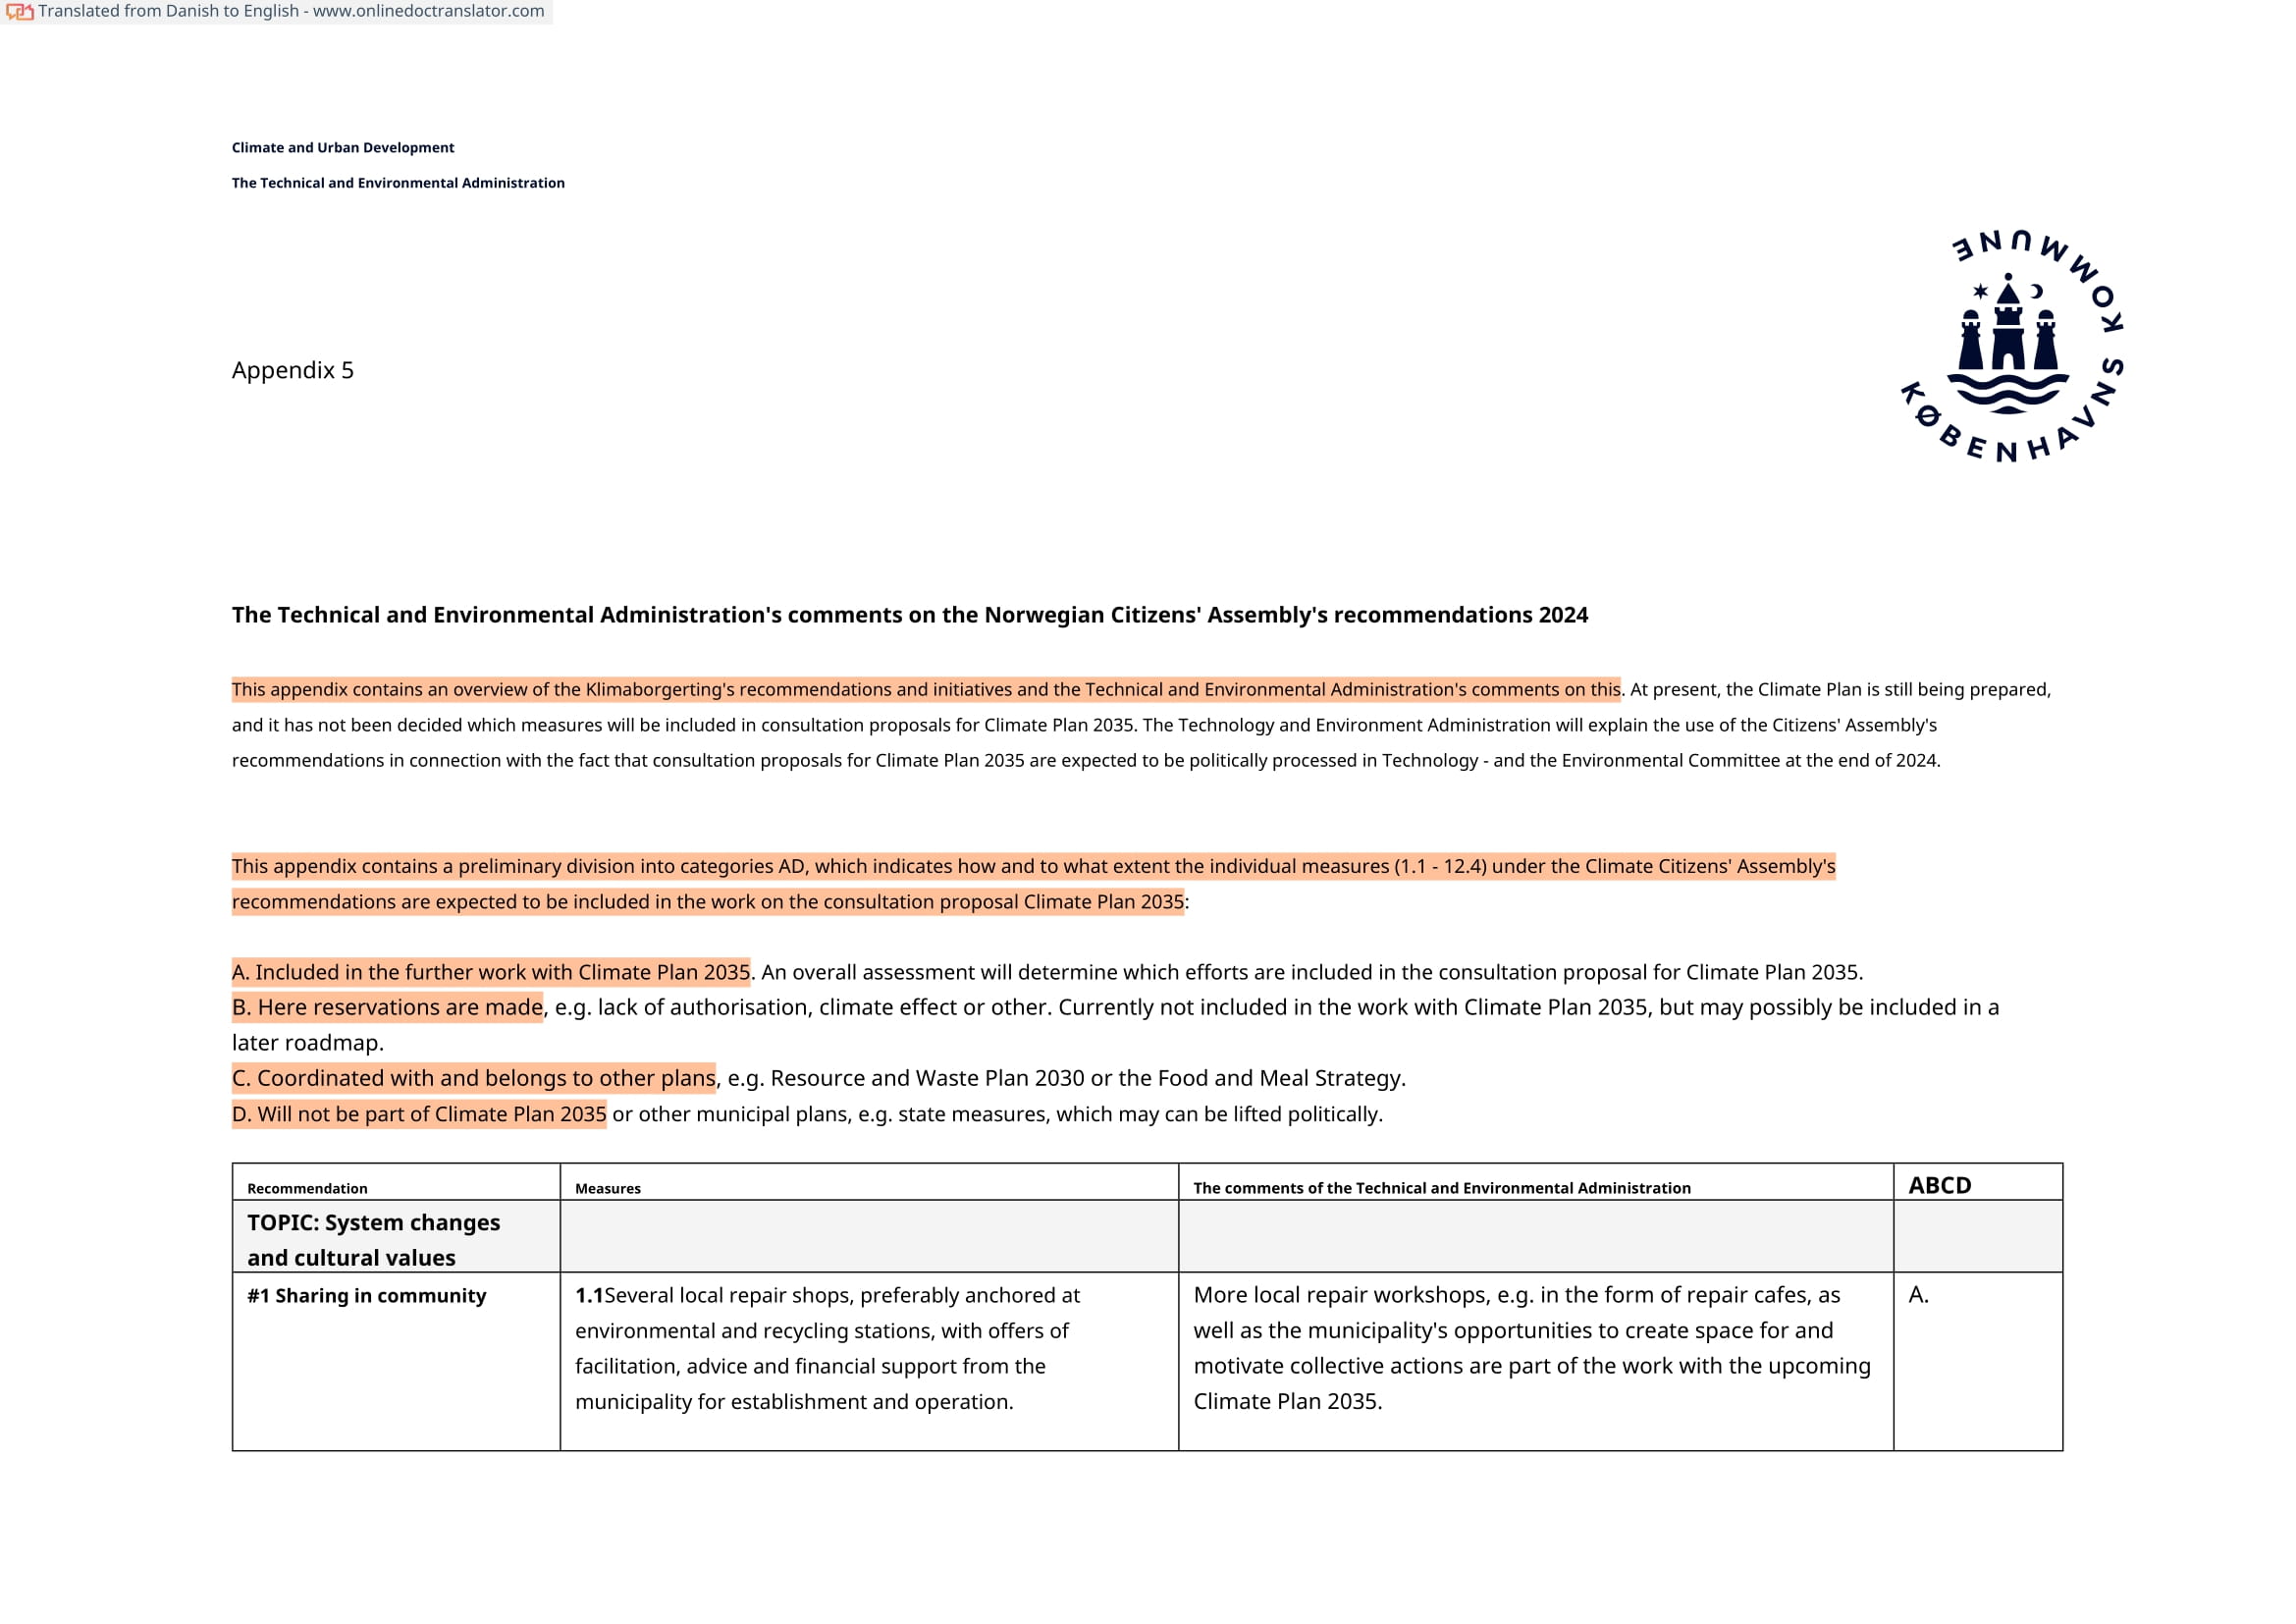 Translated from Danish to English - www.onlinedoctranslator.com
Climate and Urban Development
The Technical and Environmental Administration
KØBENHAVNS KOMMUNE
Appendix 5
The Technical and Environmental Administration's comments on the Norwegian Citizens' Assembly's recommendations 2024
This appendix contains an overview of the Klimaborgerting's recommendations and initiatives and the Technical and Environmental Administration's comments on this. At present, the Climate Plan is still being prepared,
and it has not been decided which measures will be included in consultation proposals for Climate Plan 2035. The Technology and Environment Administration will explain the use of the Citizens' Assembly's
recommendations in connection with the fact that consultation proposals for Climate Plan 2035 are expected to be politically processed in Technology - and the Environmental Committee at the end of 2024.
This appendix contains a preliminary division into categories AD, which indicates how and to what extent the individual measures (1.1 - 12.4) under the Climate Citizens' Assembly's
recommendations are expected to be included in the work on the consultation proposal Climate Plan 2035:
A. Included in the further work with Climate Plan 2035. An overall assessment will determine which efforts are included in the consultation proposal for Climate Plan 2035.
B. Here reservations are made, e.g. lack of authorisation, climate effect or other. Currently not included in the work with Climate Plan 2035, but may possibly be included in a
later roadmap.
C. Coordinated with and belongs to other plans, e.g. Resource and Waste Plan 2030 or the Food and Meal Strategy.
D. Will not be part of Climate Plan 2035 or other municipal plans, e.g. state measures, which may can be lifted politically.
Recommendation
Measures
The comments of the Technical and Environmental Administration
ABCD
TOPIC: System changes
and cultural values
#1 Sharing in community
1.1Several local repair shops, preferably anchored at
environmental and recycling stations, with offers of
facilitation, advice and financial support from the
municipality for establishment and operation.
More local repair workshops, e.g. in the form of repair cafes, as
well as the municipality's opportunities to create space for and
motivate collective actions are part of the work with the upcoming
Climate Plan 2035.
A.